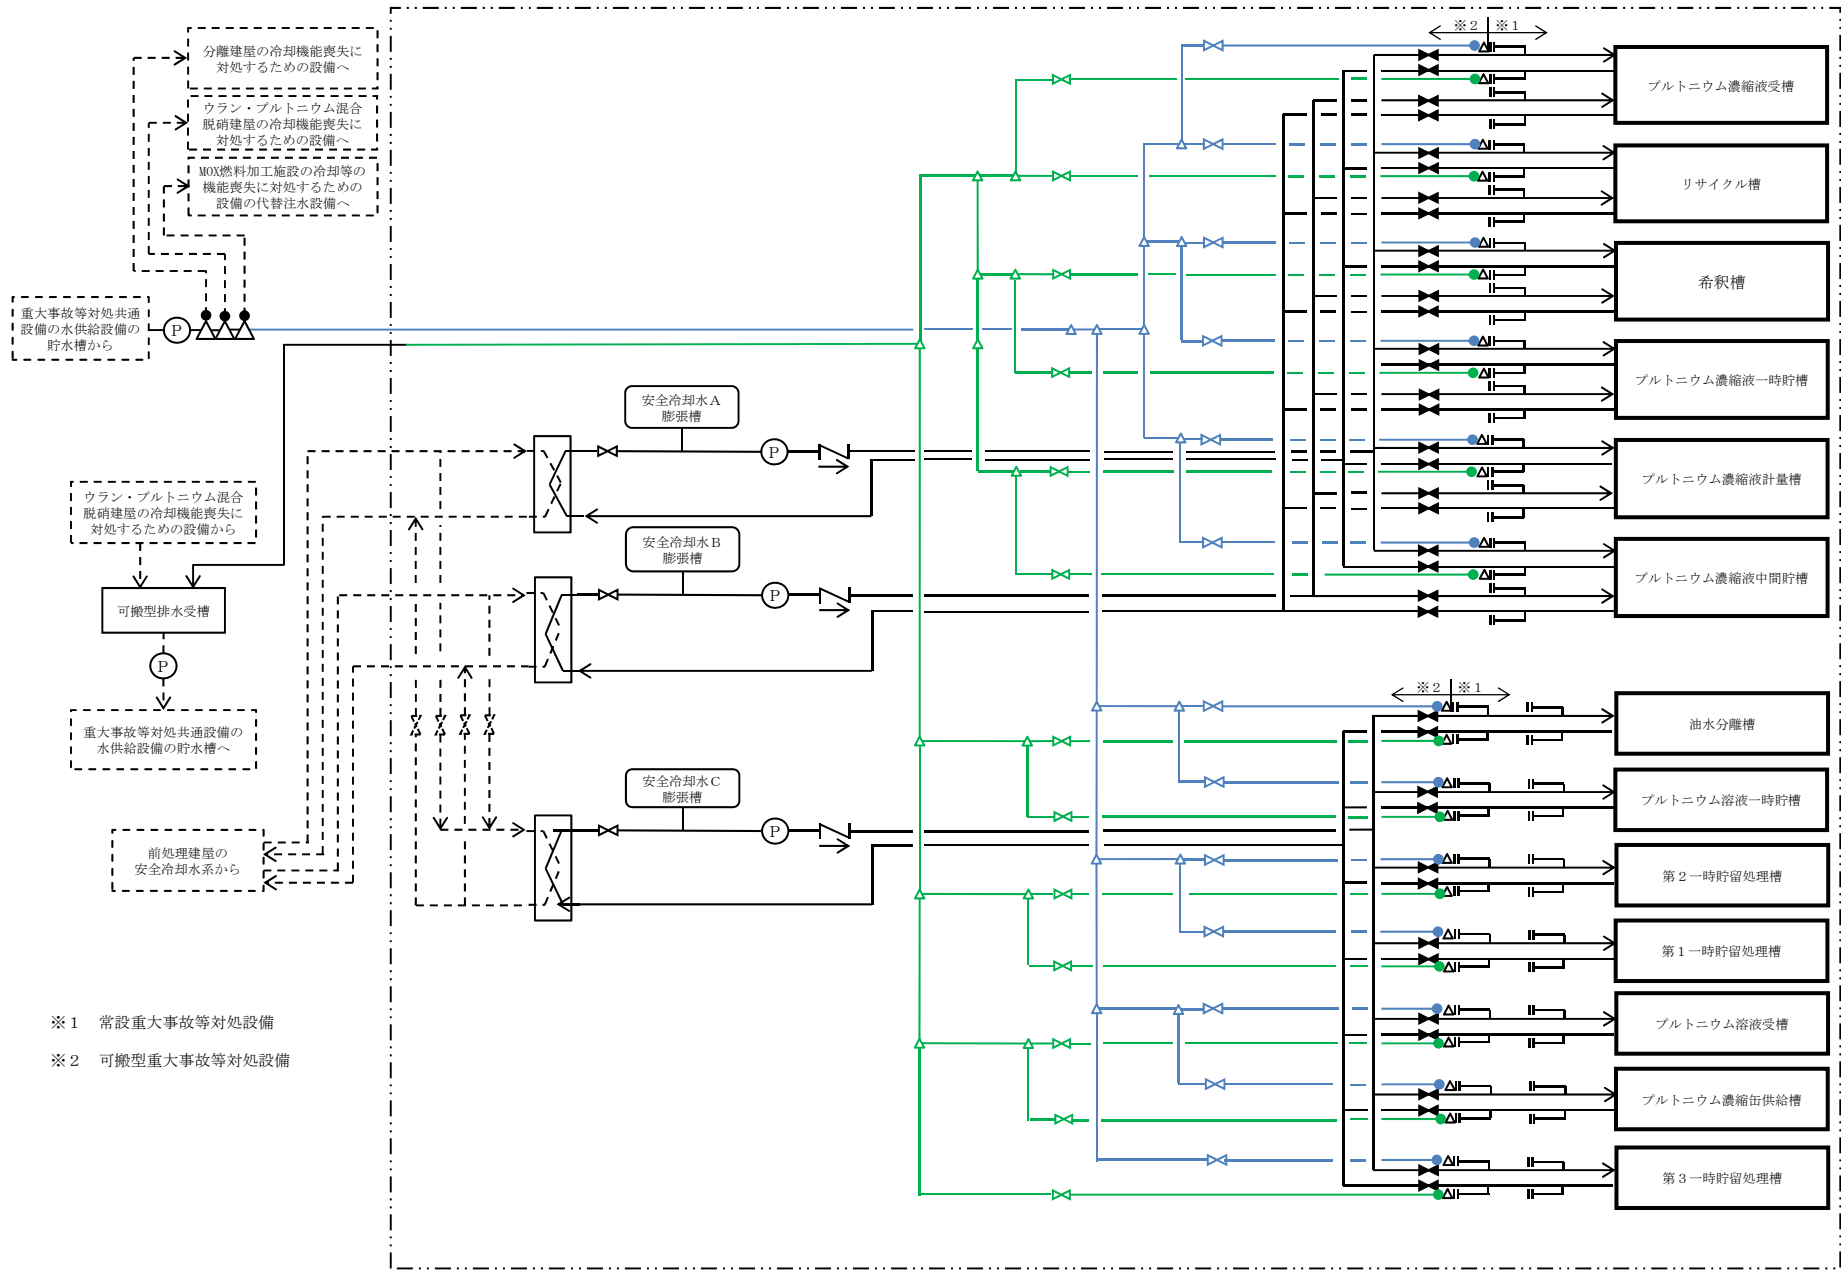 分離建屋の冷却機能喪失に
対処するための設備へ
ウラン・プルトニウム混合
脱硝建屋の冷却機能喪失に
対処するための設備へ
MOX燃料加工施設の冷却等の
機能喪失に対処するための
設備の代替注水設備へ
重大事故等対処共通
設備の水供給設備の
貯水槽から
P
ウラン・プルトニウム混合
脱硝建屋の冷却機能喪失に
対処するための設備から
可搬型排水受槽
P
重大事故等対処共通設備の
水供給設備の貯水槽へ
前処理建屋の
安全冷却水系から
※1 常設重大事故等対処設備
※2 可搬型重大事故等対処設備
安全冷却水A
膨張槽
P
安全冷却水B
膨張槽
P
安全冷却水C
膨張槽
P
※2 ※1
プルトニウム濃縮液受槽
リサイクル槽
希釈槽
プルトニウム濃縮液一時貯槽
プルトニウム濃縮液計量槽
プルトニウム濃縮液中間貯槽
※2 ※1
油水分離槽
プルトニウム溶液一時貯槽
第2一時貯留処理槽
第1一時貯留処理槽
プルトニウム溶液受槽
プルトニウム濃縮缶供給槽
第3一時貯留処理槽